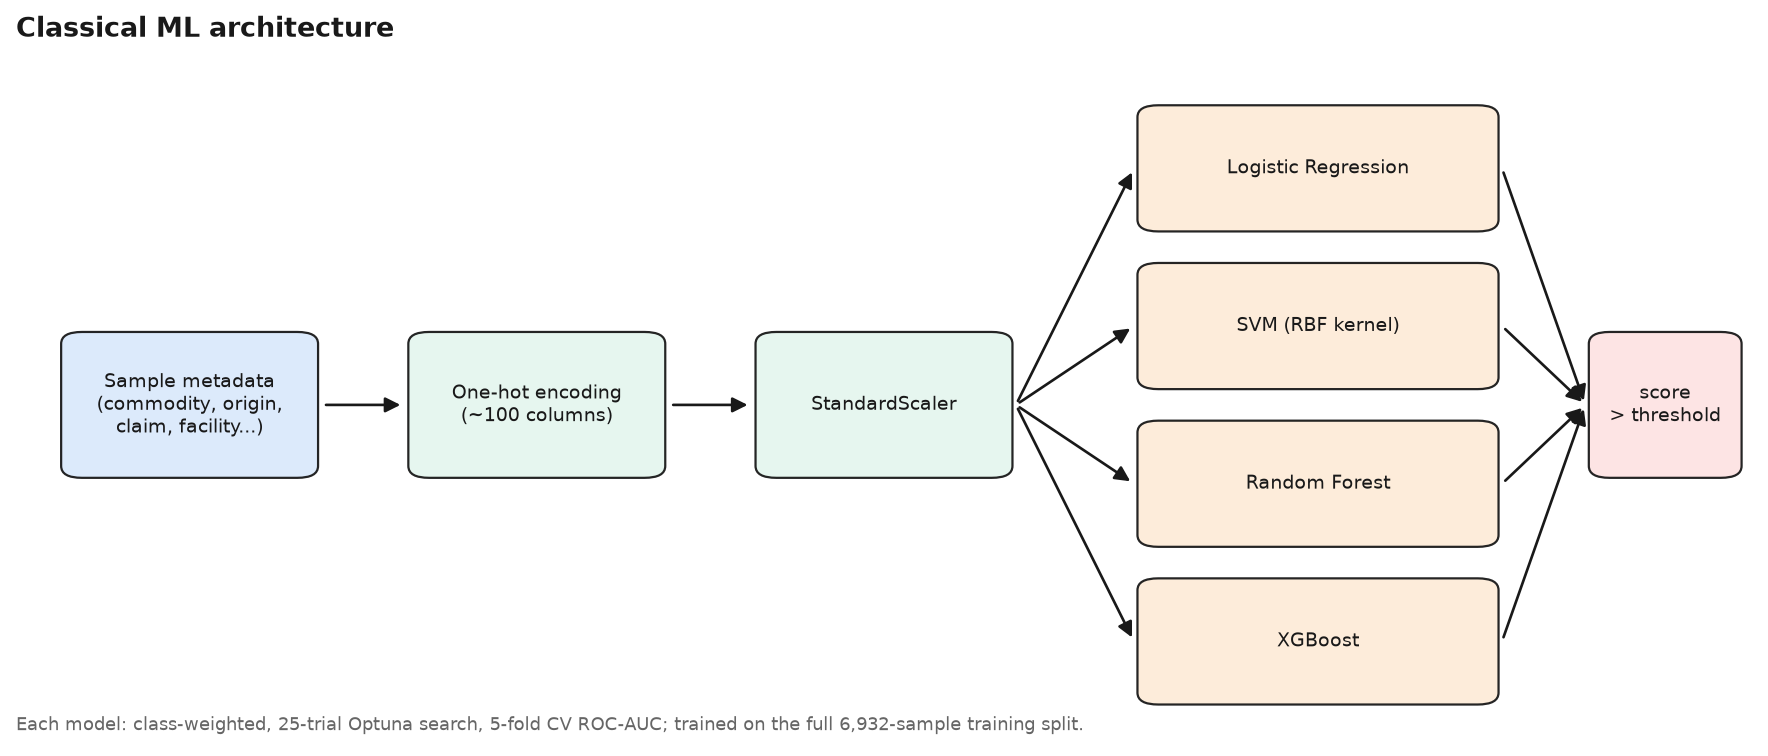 Classical ML architecture
Sample metadata
(commodity, origin,
claim, facility...)
One-hot encoding
(~100 columns)
StandardScaler
Logistic Regression
SVM (RBF kernel)
Random Forest
XGBoost
score
> threshold
Each model: class-weighted, 25-trial Optuna search, 5-fold CV ROC-AUC; trained on the full 6,932-sample training split.